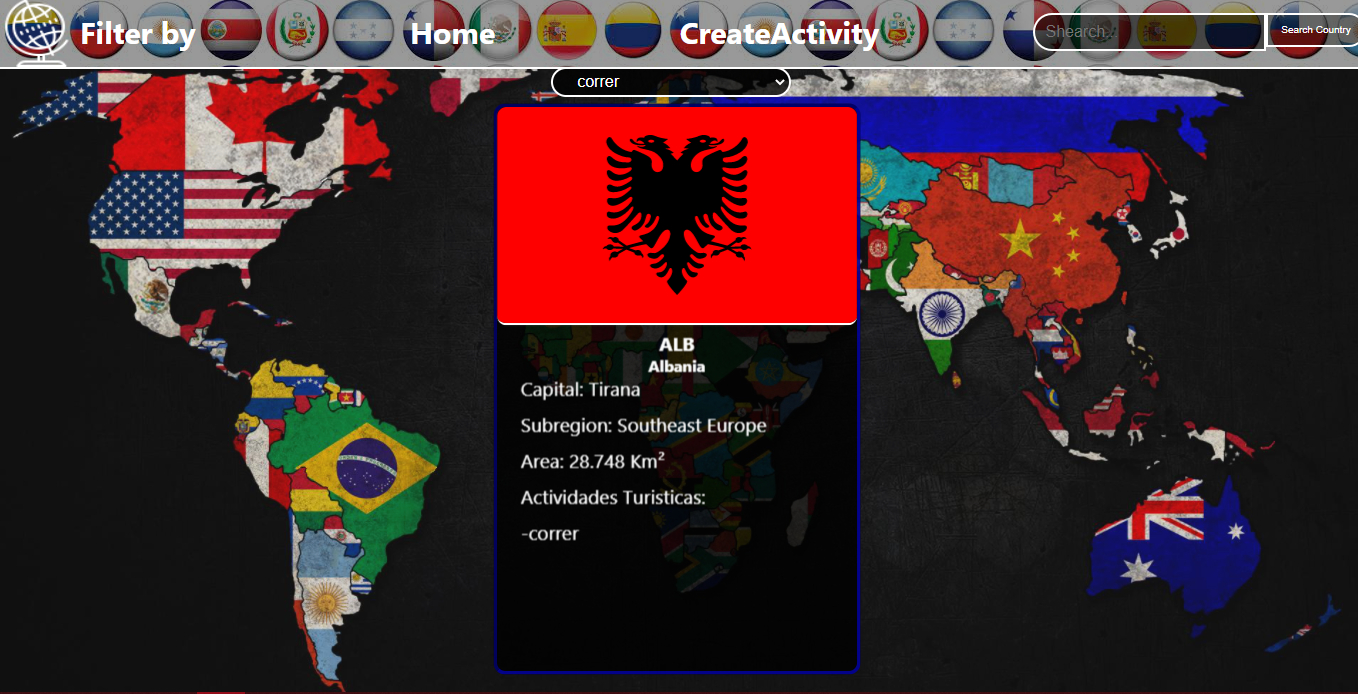 Filter by
Home
CreateActivity
Shearch...
Search Country
correr
ALB
Albania
Capital: Tirana
Subregion: Southeast Europe
Area: 28.748 Km²
Actividades Turisticas:
-correr